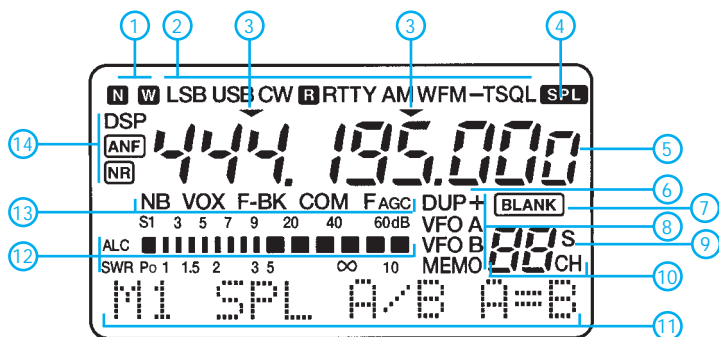 1 2 3 3 4
N W LSB USB CW R RTTY AM WFM-TSQL SPL
DSP
14 ANF 444.195.000 5
NR
6
13 NB VOX F-BK COM F AGC DUP + BLANK 7
S1 3 5 7 9 20 40 60dB VFO A 8
12 ALC VFO B 88 S 9
SWR Po 1 1.5 2 3 5 ∞ 10 MEMO CH 10
M1 SPL A/B A=B
11